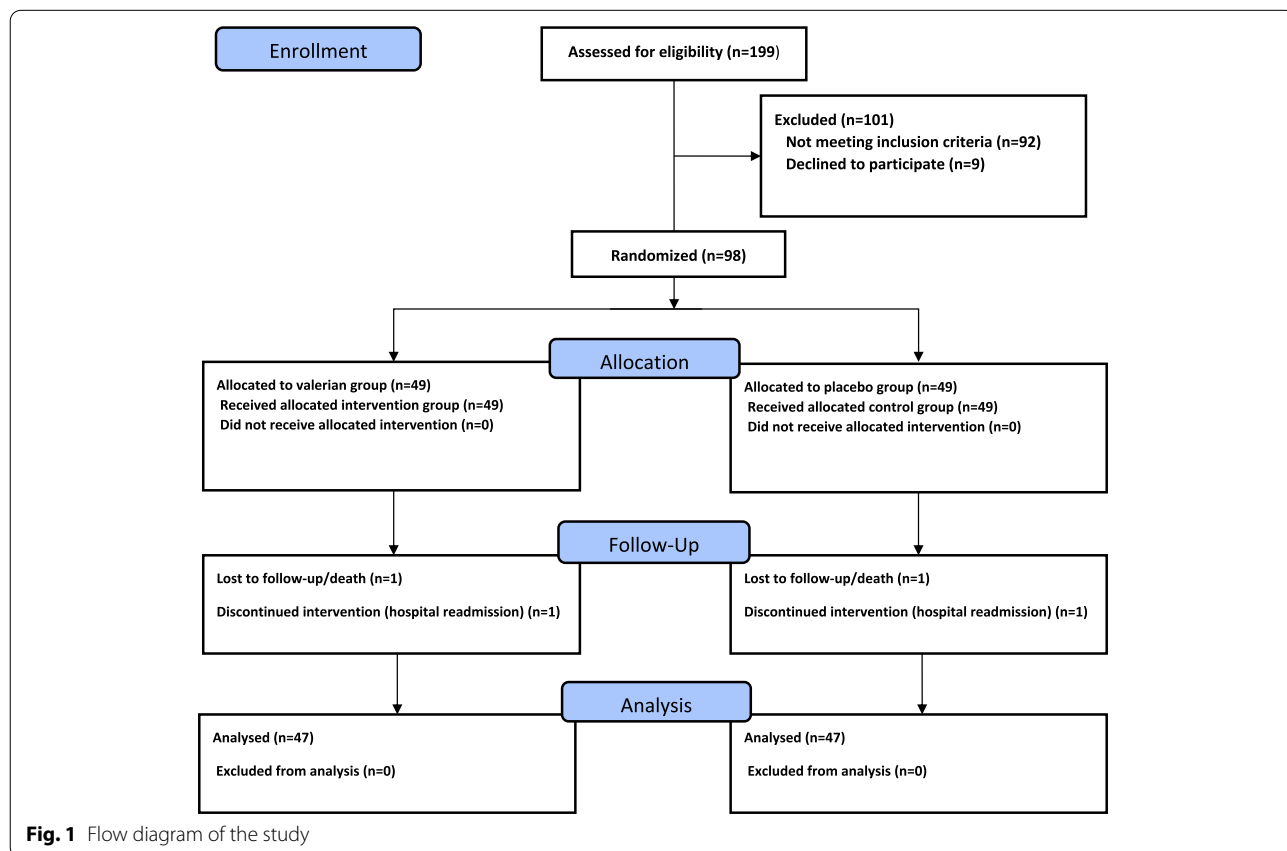 Enrollment
Assessed for eligibility (n=199)
Excluded (n=101)
Not meeting inclusion criteria (n=92)
Declined to participate (n=9)
Randomized (n=98)
Allocation
Allocated to valerian group (n=49)
Received allocated intervention group (n=49)
Did not receive allocated intervention (n=0)
Allocated to placebo group (n=49)
Received allocated control group (n=49)
Did not receive allocated intervention (n=0)
Follow-Up
Lost to follow-up/death (n=1)
Discontinued intervention (hospital readmission) (n=1)
Lost to follow-up/death (n=1)
Discontinued intervention (hospital readmission) (n=1)
Analysis
Analysed (n=47)
Excluded from analysis (n=0)
Analysed (n=47)
Excluded from analysis (n=0)
Fig. 1 Flow diagram of the study